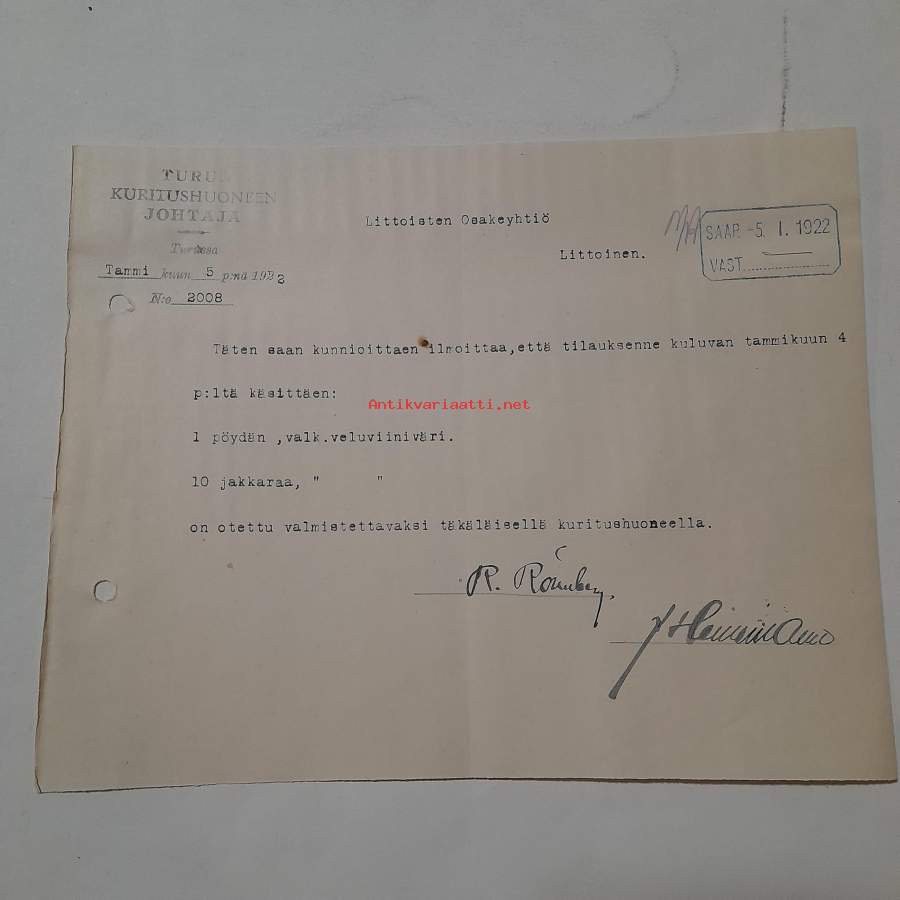 TURUN
KURITUSHUONEEN
JOHTAJA
Turussa
Tammi kuun 5 p:nä 1922
N:o 2008
Littoisten Osakeyhtiö
Littoinen.
SAAP. -5. I. 1922
VAST.
Täten saan kunnioittaen ilmoittaa,että tilauksenne kuluvan tammikuun 4
p:ltä käsittäen:
Antikvariaatti.net
1 pöydän ,valk.veluviiniväri.
10 jakkaraa, " "
on otettu valmistettavaksi täkäläisellä kuritushuoneella.
R. Rönnberg.